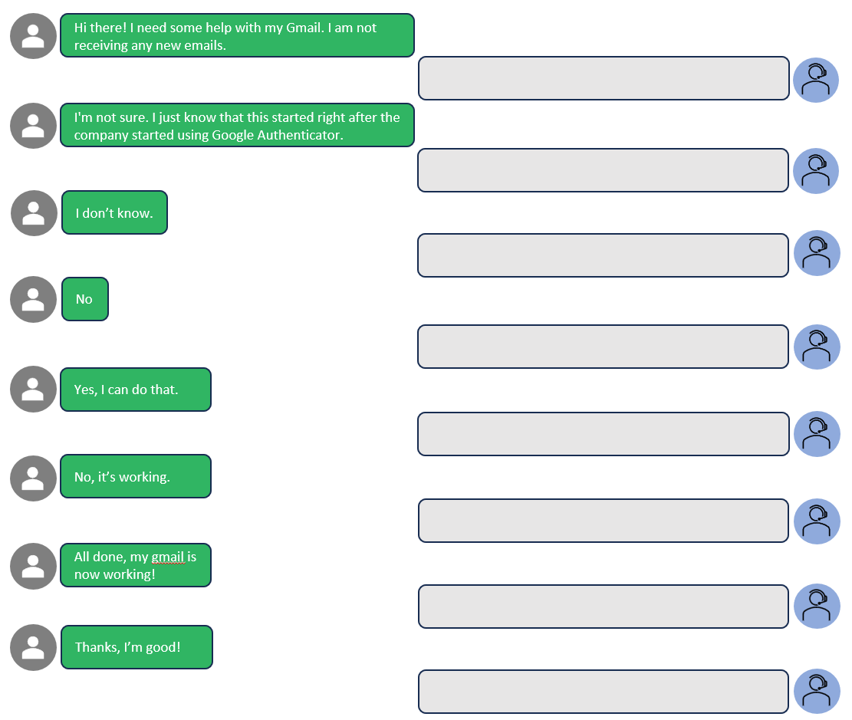 Hi there! I need some help with my Gmail. I am not
receiving any new emails.
I'm not sure. I just know that this started right after the
company started using Google Authenticator.
I don’t know.
No
Yes, I can do that.
No, it’s working.
All done, my gmail is
now working!
Thanks, I’m good!